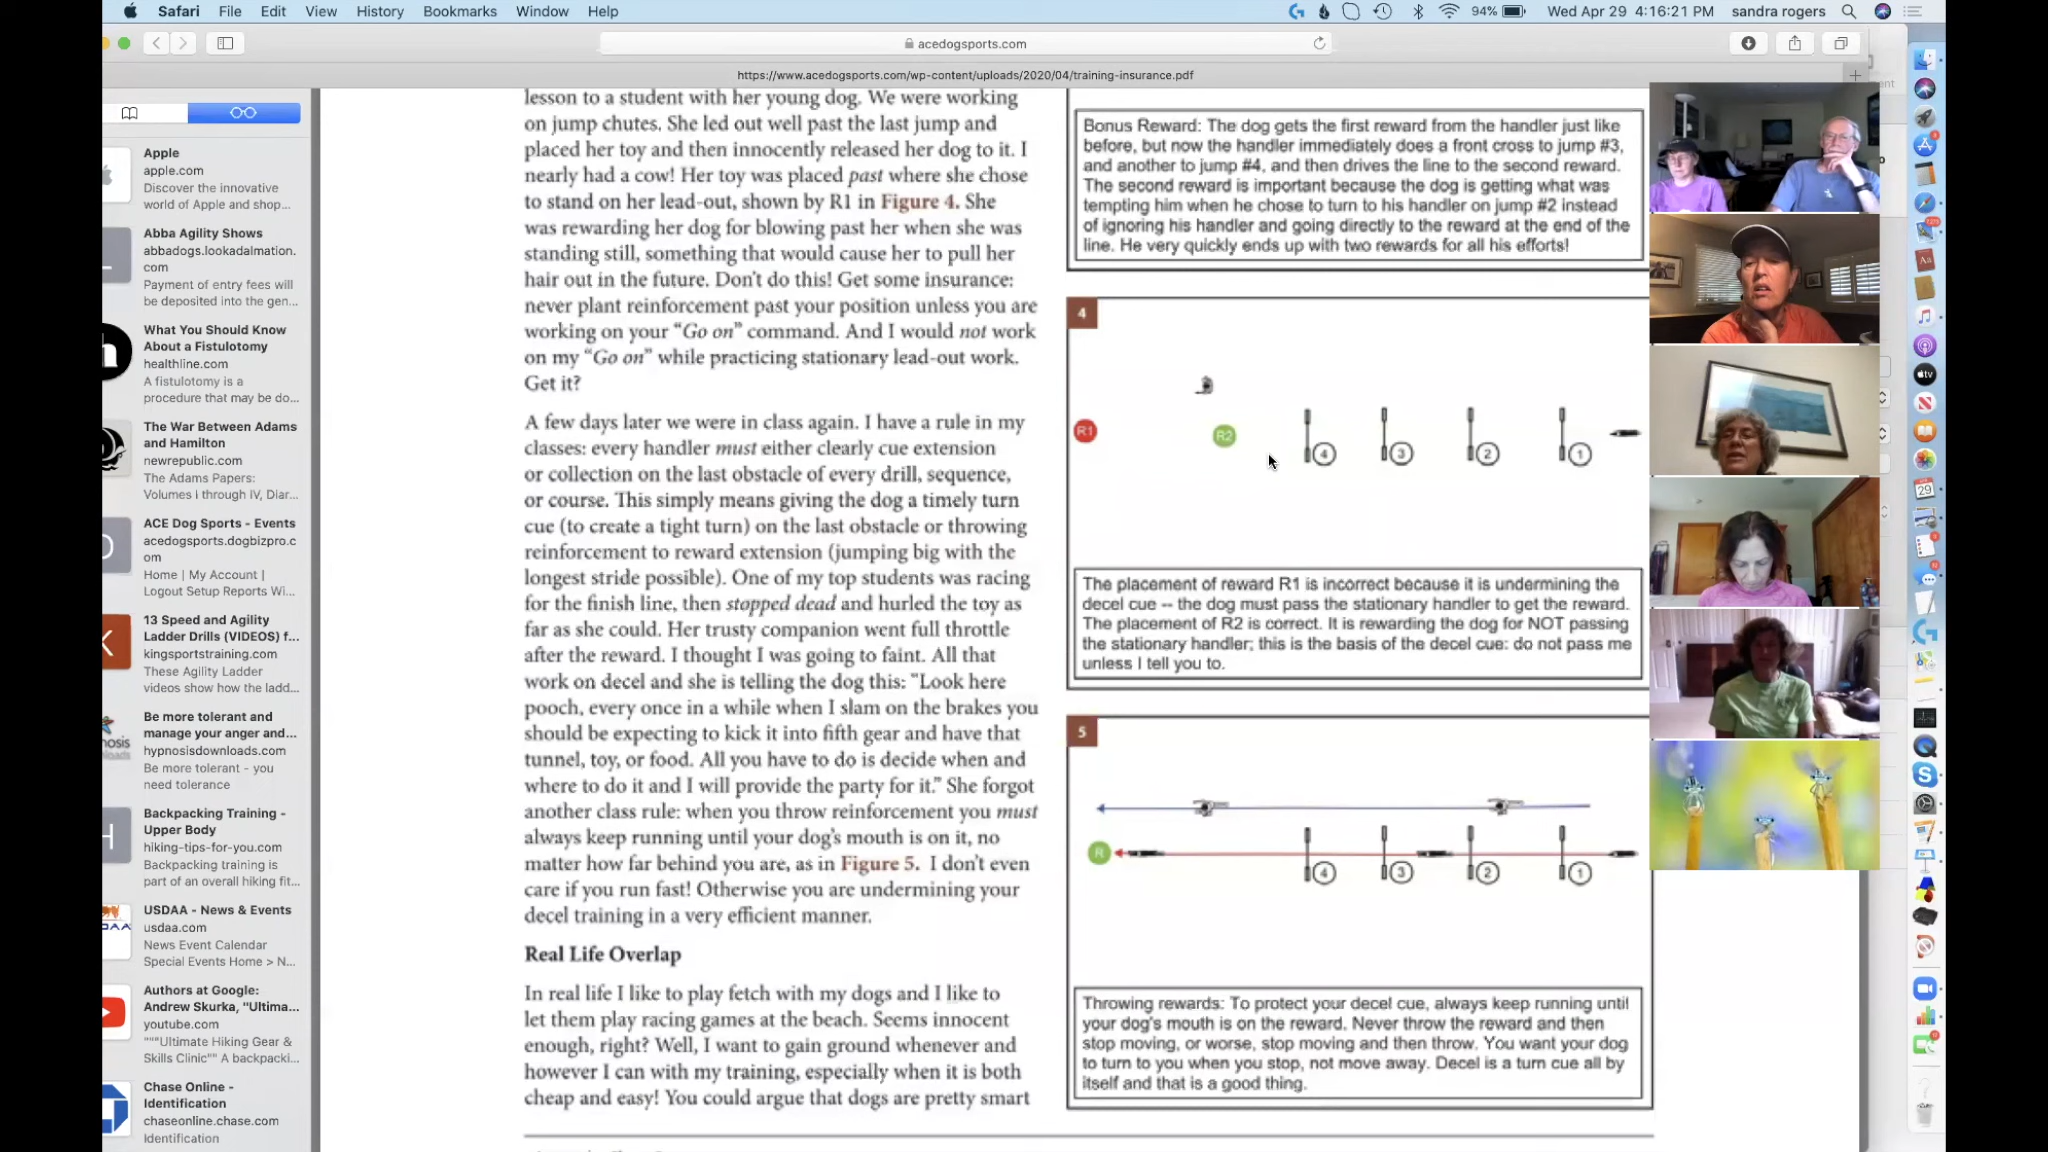 Safari File Edit View History Bookmarks Window Help
94% Wed Apr 29 4:16:21 PM sandra rogers
acedogsports.com
https://www.acedogsports.com/wp-content/uploads/2020/04/training-insurance.pdf
Apple
apple.com
Discover the innovative
world of Apple and shop...
Abba Agility Shows
abbadogs.lookadalmation.
com
Payment of entry fees will
be deposited into the gen...
What You Should Know
About a Fistulotomy
healthline.com
A fistulotomy is a
procedure that may be do...
The War Between Adams
and Hamilton
newrepublic.com
The Adams Papers:
Volumes I through IV, Diar...
ACE Dog Sports - Events
acedogsports.dogbizpro.c
om
Home | My Account |
Logout Setup Reports Wi...
13 Speed and Agility
Ladder Drills (VIDEOS) f...
kingsportstraining.com
These Agility Ladder
videos show how the ladd...
Be more tolerant and
manage your anger and...
hypnosisdownloads.com
Be more tolerant - you
need tolerance
Backpacking Training -
Upper Body
hiking-tips-for-you.com
Backpacking training is
part of an overall hiking fit...
USDAA - News & Events
usdaa.com
News Event Calendar
Special Events Home > N...
Authors at Google:
Andrew Skurka, "Ultima...
youtube.com
"""Ultimate Hiking Gear &
Skills Clinic"" A backpacki...
Chase Online -
Identification
chaseonline.chase.com
Identification
lesson to a student with her young dog. We were working
on jump chutes. She led out well past the last jump and
placed her toy and then innocently released her dog to it. I
nearly had a cow! Her toy was placed past where she chose
to stand on her lead-out, shown by R1 in Figure 4. She
was rewarding her dog for blowing past her when she was
standing still, something that would cause her to pull her
hair out in the future. Don't do this! Get some insurance:
never plant reinforcement past your position unless you are
working on your "Go on" command. And I would not work
on my "Go on" while practicing stationary lead-out work.
Get it?
A few days later we were in class again. I have a rule in my
classes: every handler must either clearly cue extension
or collection on the last obstacle of every drill, sequence,
or course. This simply means giving the dog a timely turn
cue (to create a tight turn) on the last obstacle or throwing
reinforcement to reward extension (jumping big with the
longest stride possible). One of my top students was racing
for the finish line, then stopped dead and hurled the toy as
far as she could. Her trusty companion went full throttle
after the reward. I thought I was going to faint. All that
work on decel and she is telling the dog this: "Look here
pooch, every once in a while when I slam on the brakes you
should be expecting to kick it into fifth gear and have that
tunnel, toy, or food. All you have to do is decide when and
where to do it and I will provide the party for it." She forgot
another class rule: when you throw reinforcement you must
always keep running until your dog's mouth is on it, no
matter how far behind you are, as in Figure 5. I don't even
care if you run fast! Otherwise you are undermining your
decel training in a very efficient manner.
Real Life Overlap
In real life I like to play fetch with my dogs and I like to
let them play racing games at the beach. Seems innocent
enough, right? Well, I want to gain ground whenever and
however I can with my training, especially when it is both
cheap and easy! You could argue that dogs are pretty smart
Bonus Reward: The dog gets the first reward from the handler just like
before, but now the handler immediately does a front cross to jump #3,
and another to jump #4, and then drives the line to the second reward.
The second reward is important because the dog is getting what was
tempting him when he chose to turn to his handler on jump #2 instead
of ignoring his handler and going directly to the reward at the end of the
line. He very quickly ends up with two rewards for all his efforts!
4
R1 R2 4 3 2 1
The placement of reward R1 is incorrect because it is undermining the
decel cue -- the dog must pass the stationary handler to get the reward.
The placement of R2 is correct. It is rewarding the dog for NOT passing
the stationary handler; this is the basis of the decel cue: do not pass me
unless I tell you to.
5
R 4 3 2 1
Throwing rewards: To protect your decel cue, always keep running until
your dog's mouth is on the reward. Never throw the reward and then
stop moving, or worse, stop moving and then throw. You want your dog
to turn to you when you stop, not move away. Decel is a turn cue all by
itself and that is a good thing.